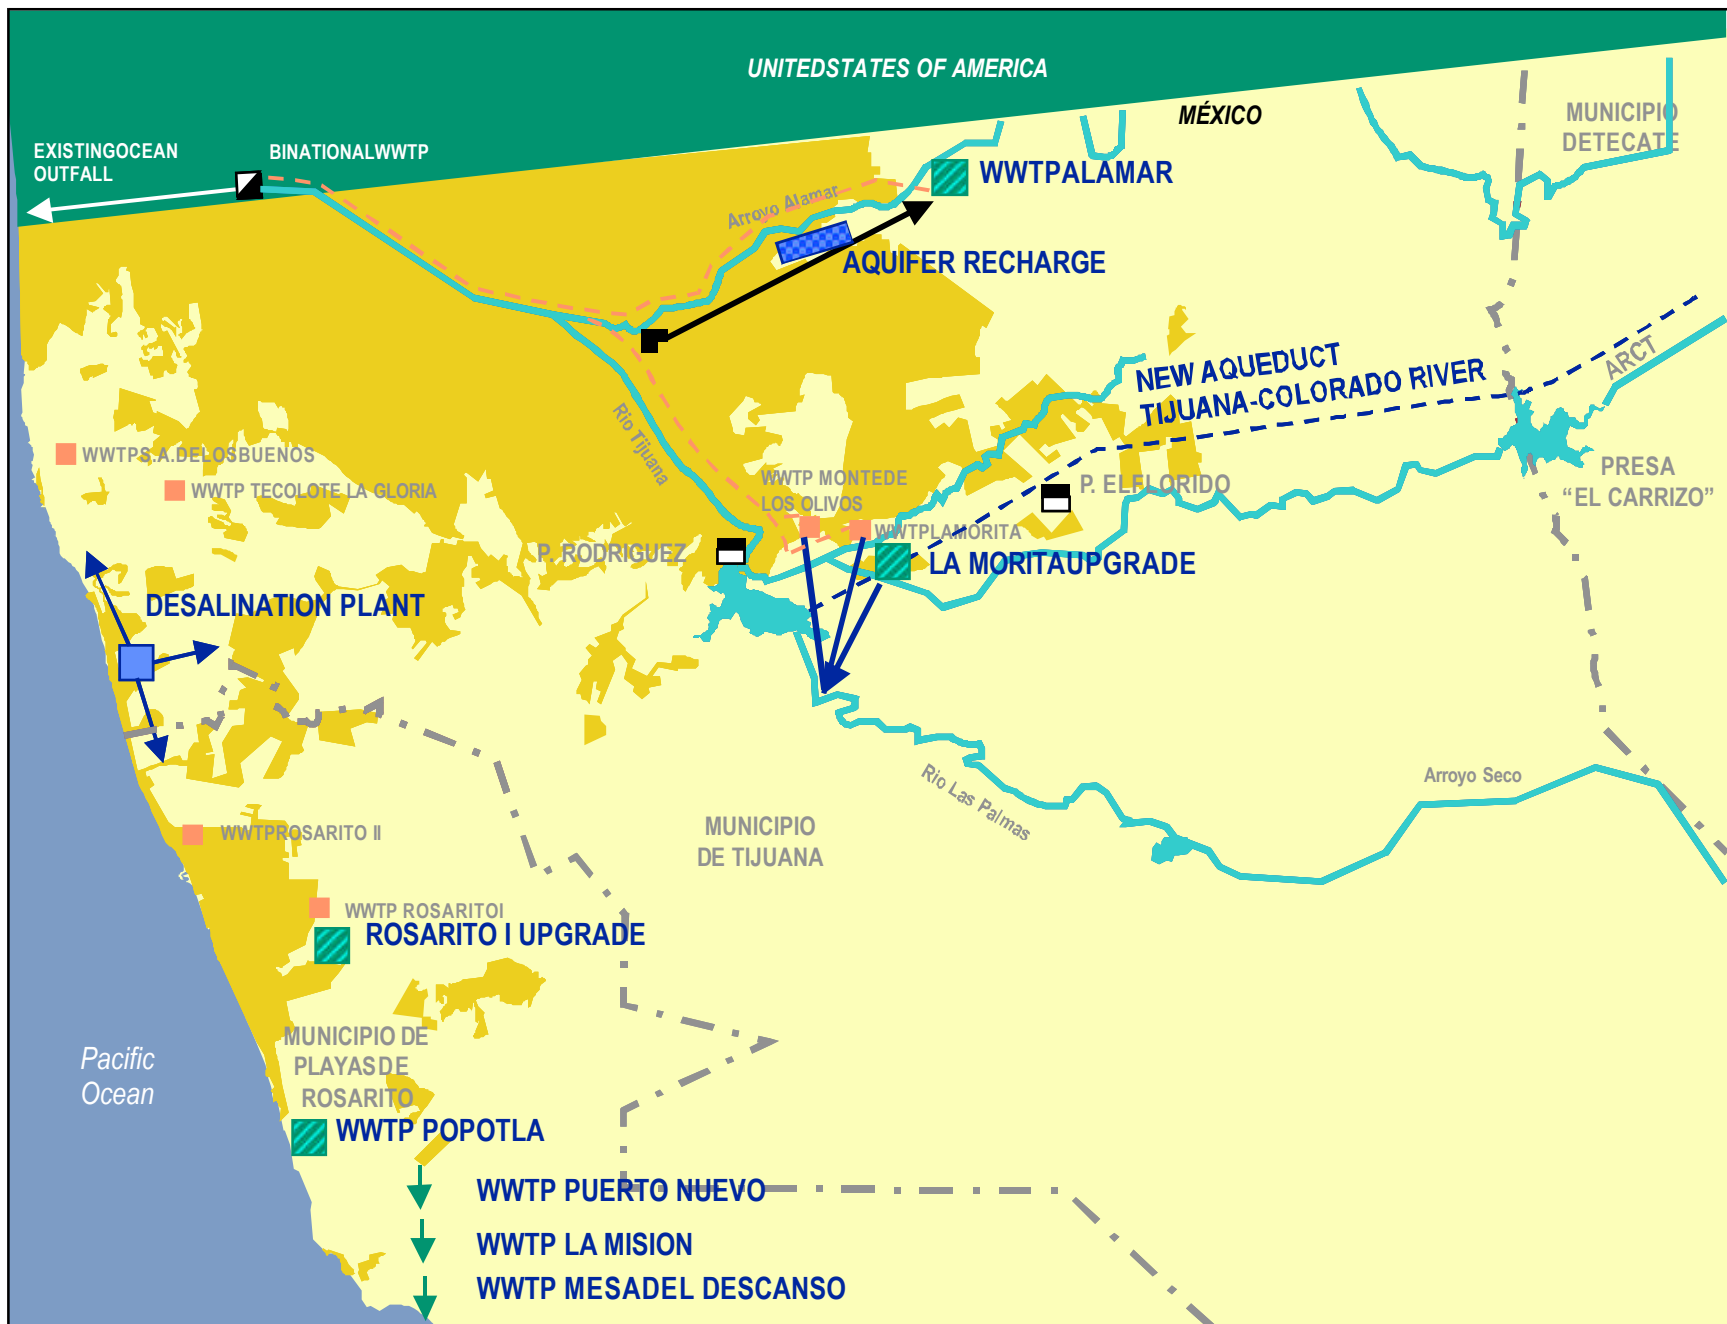 UNITEDSTATES OF AMERICA
MÉXICO
MUNICIPIO
DETECATE
EXISTINGOCEAN
OUTFALL
BINATIONALWWTP
WWTPALAMAR
Arroyo Alamar
AQUIFER RECHARGE
NEW AQUEDUCT
TIJUANA-COLORADO RIVER
ARCT
Rio Tijuana
WWTPS.A.DELOSBUENOS
WWTP TECOLOTE LA GLORIA
WWTP MONTEDE
LOS OLIVOS
P. ELFLORIDO
PRESA
“EL CARRIZO”
WWTPLAMORITA
P. RODRIGUEZ
LA MORITAUPGRADE
DESALINATION PLANT
Rio Las Palmas
Arroyo Seco
MUNICIPIO
DE TIJUANA
WWTPROSARITO II
WWTP ROSARITOI
ROSARITO I UPGRADE
Pacific
Ocean
MUNICIPIO DE
PLAYASDE
ROSARITO
WWTP POPOTLA
WWTP PUERTO NUEVO
WWTP LA MISION
WWTP MESADEL DESCANSO